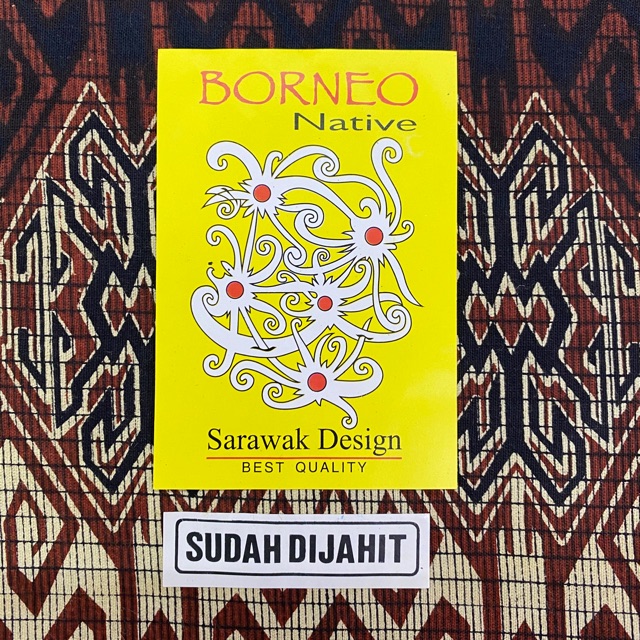 BORNEO
Native
Sarawak Design
BEST QUALITY
SUDAH DIJAHIT